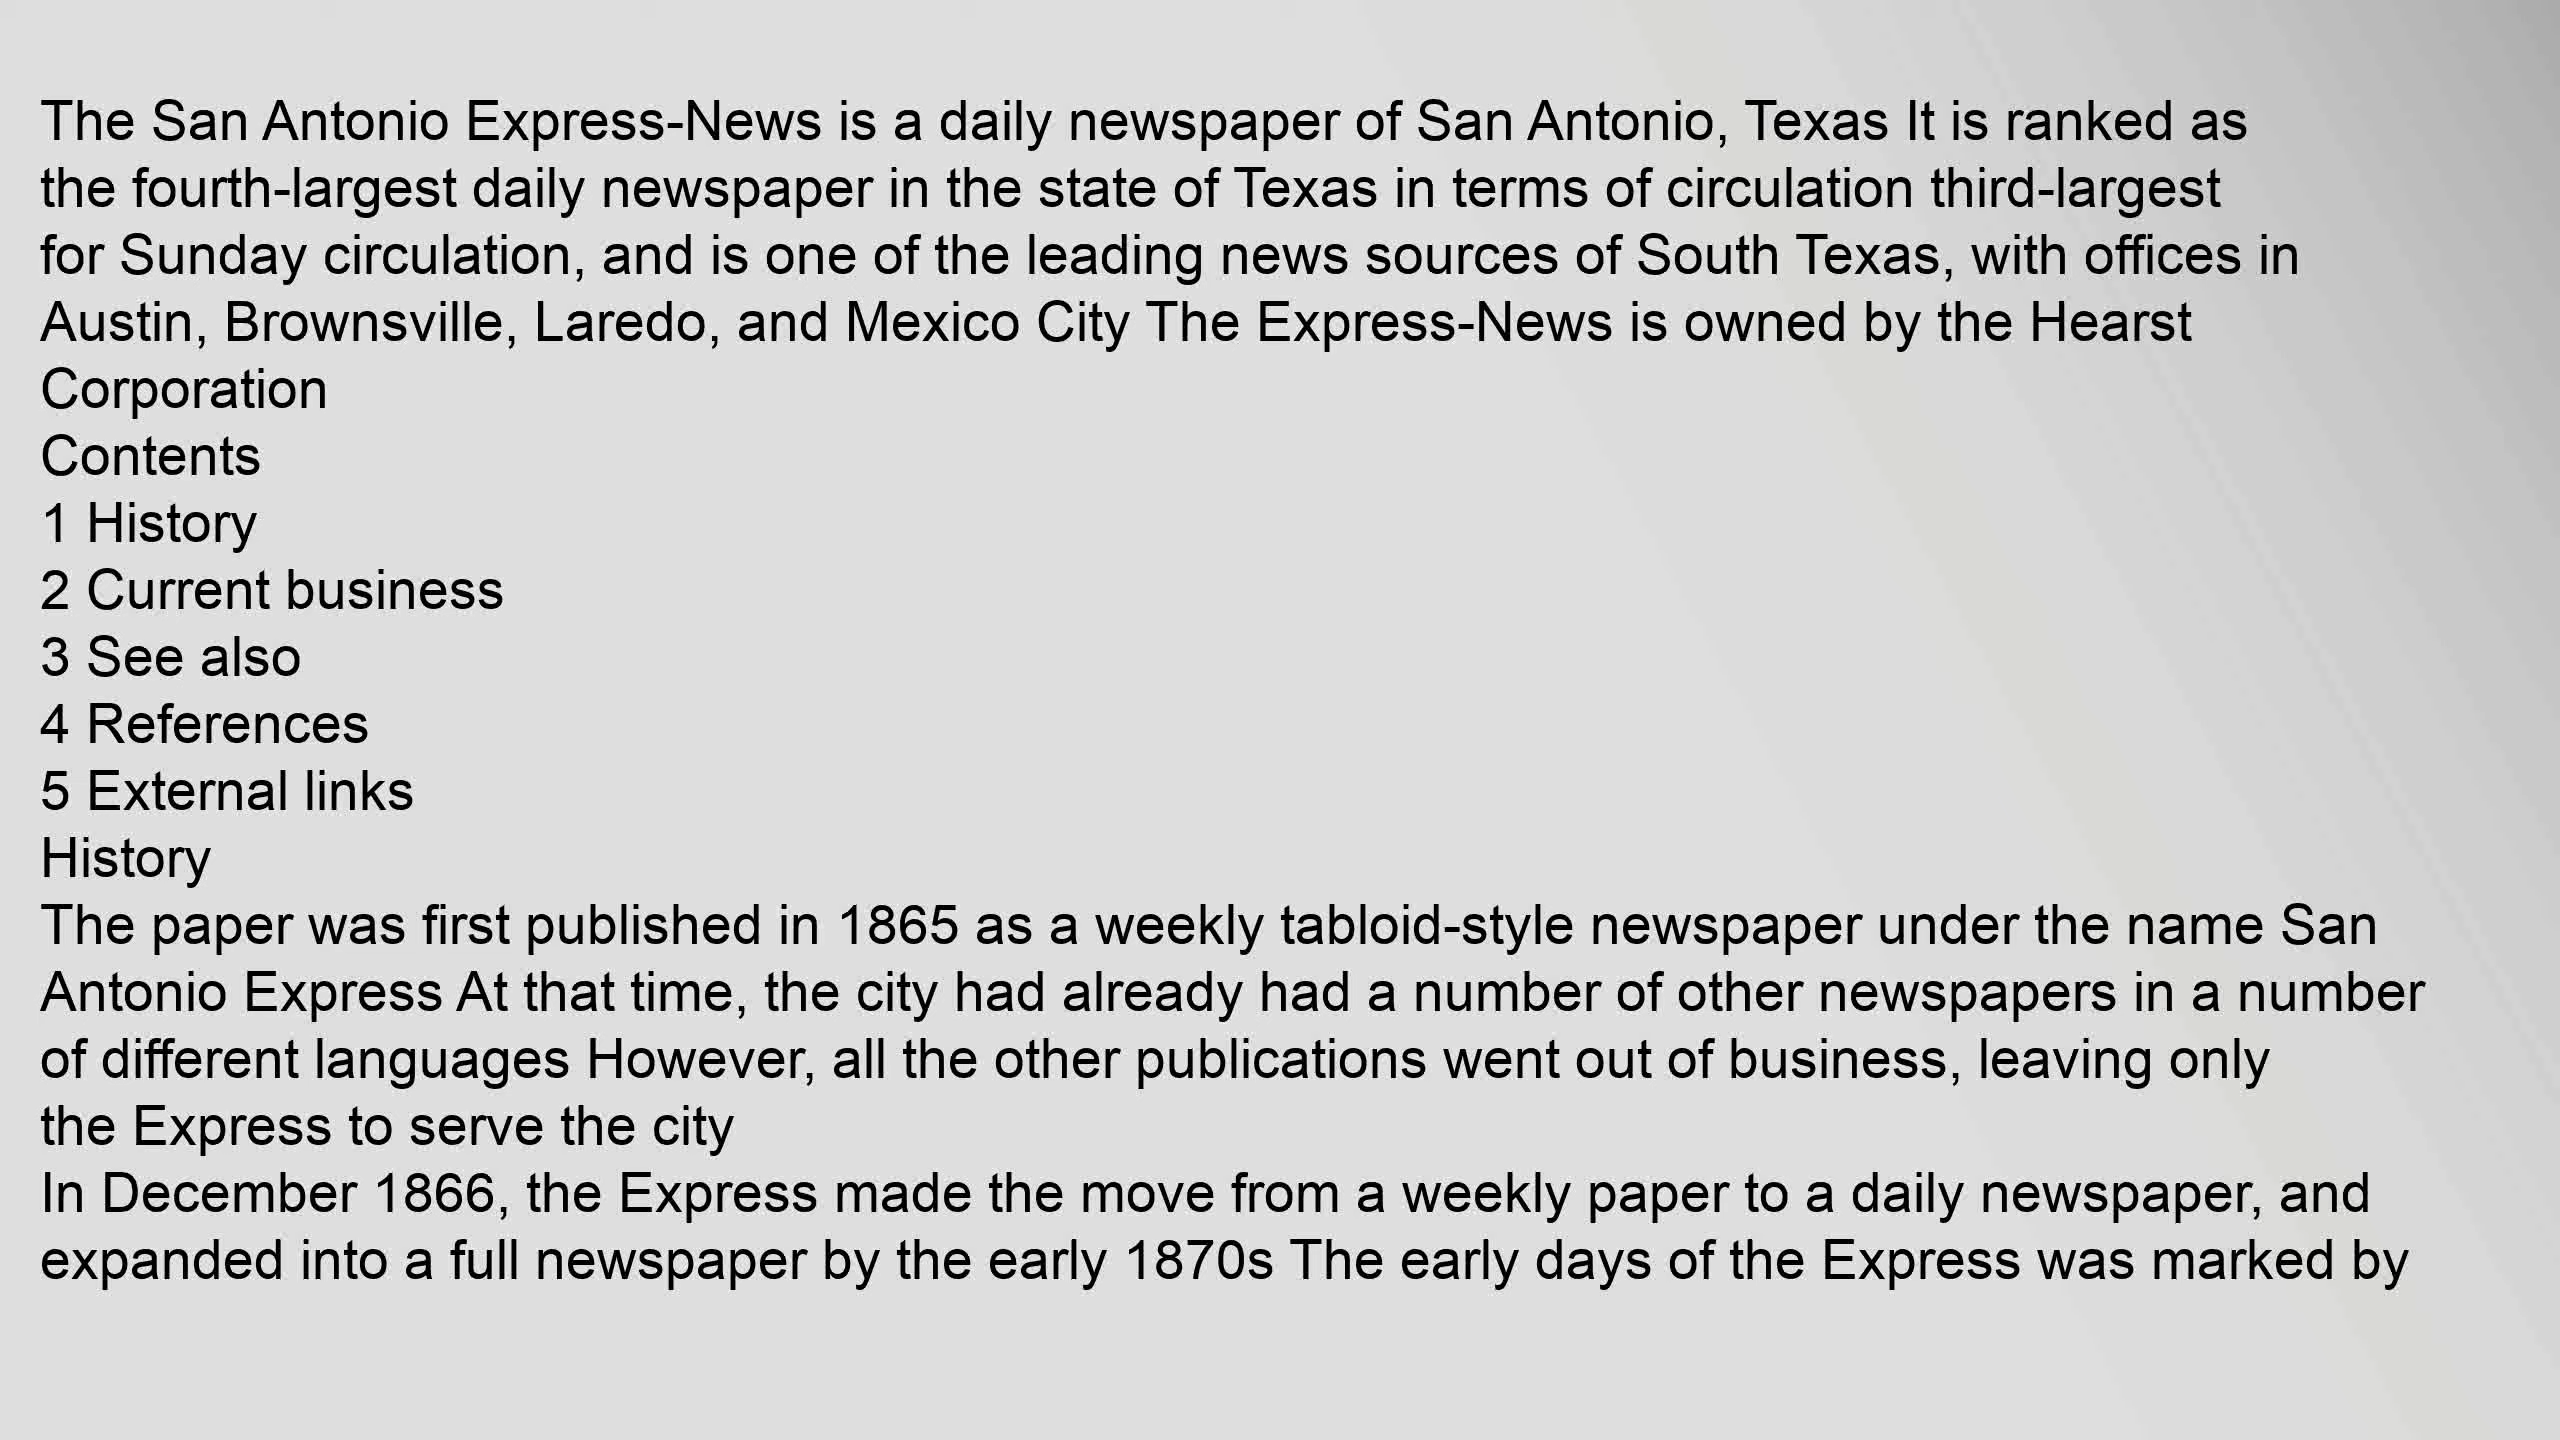 The San Antonio Express-News is a daily newspaper of San Antonio, Texas It is ranked as
the fourth-largest daily newspaper in the state of Texas in terms of circulation third-largest
for Sunday circulation, and is one of the leading news sources of South Texas, with offices in
Austin, Brownsville, Laredo, and Mexico City The Express-News is owned by the Hearst
Corporation
Contents
1 History
2 Current business
3 See also
4 References
5 External links
History
The paper was first published in 1865 as a weekly tabloid-style newspaper under the name San
Antonio Express At that time, the city had already had a number of other newspapers in a number
of different languages However, all the other publications went out of business, leaving only
the Express to serve the city
In December 1866, the Express made the move from a weekly paper to a daily newspaper, and
expanded into a full newspaper by the early 1870s The early days of the Express was marked by